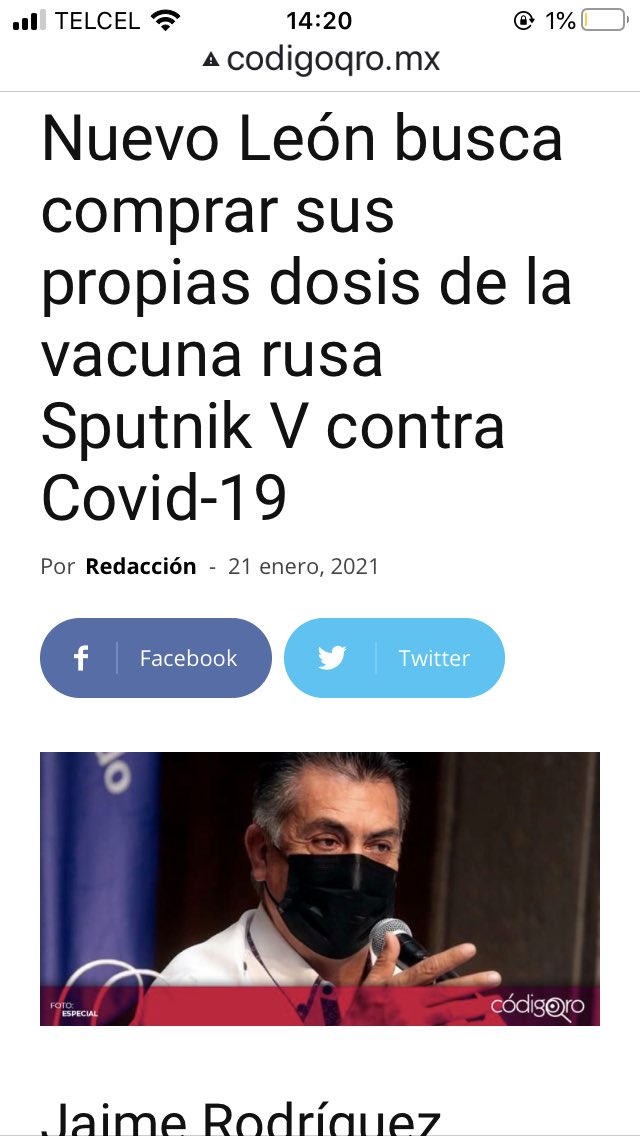 TELCEL 14:20 1%
codigoqro.mx
Nuevo León busca
comprar sus
propias dosis de la
vacuna rusa
Sputnik V contra
Covid-19
Por Redacción - 21 enero, 2021
Facebook Twitter
FOTO:
ESPECIAL
códigoQro
Jaime Rodríguez